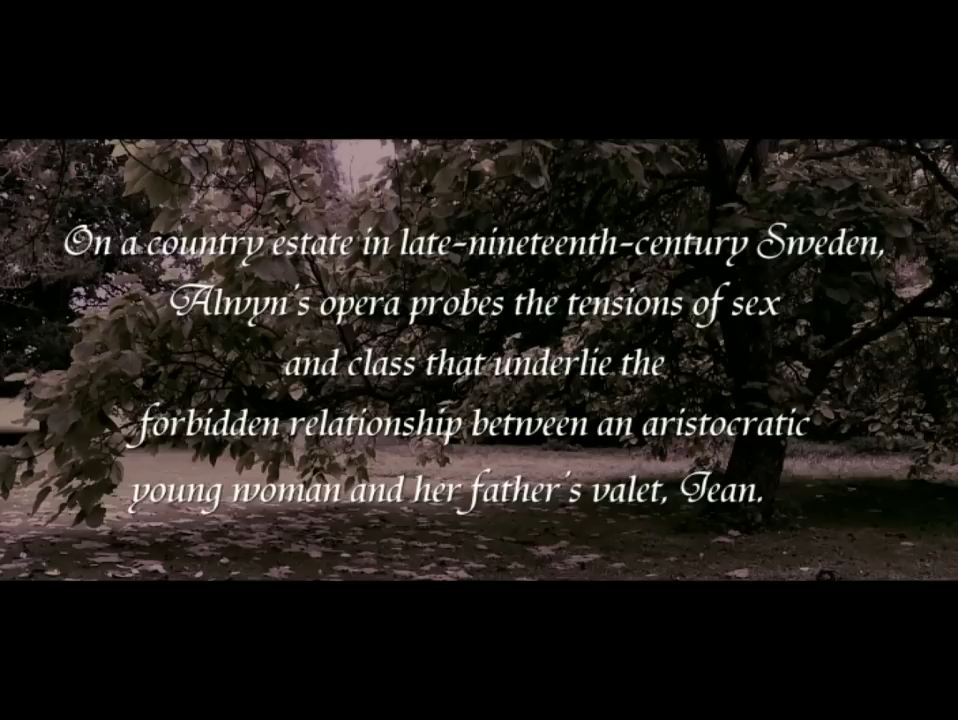 On a country estate in late-nineteenth-century Sweden,
Alwyn's opera probes the tensions of sex
and class that underlie the
forbidden relationship between an aristocratic
young woman and her father's valet, Jean.